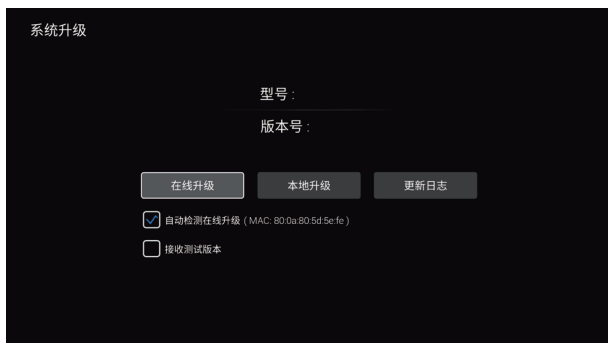 系统升级
型号 :
版本号 :
在线升级 本地升级 更新日志
自动检测在线升级 ( MAC: 80:0a:80:5d:5e:fe )
接收测试版本